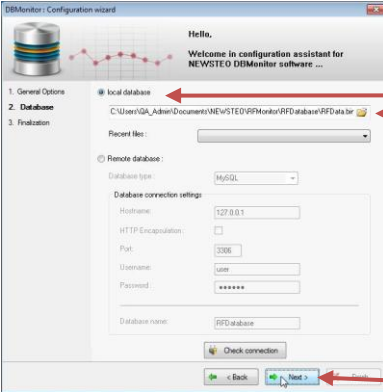 DBMonitor : Configuration wizard
Hello,
Welcome in configuration assistant for
NEWSTEO DBMonitor software ...
1. General Options
2. Database
3. Finalization
local database
C:\Users\QA_Admin\Documents\NEWSTEO\RFMonitor\RFDatabase\RFData.bir
Recent files :
Remote database :
Database type :
MySQL
Database connection settings
Hostname:
127.0.0.1
HTTP Encapsulation :
Port:
3306
Username:
user
Password :
******
Database name:
RFDatabase
Check connection
< Back
Next >
Finish